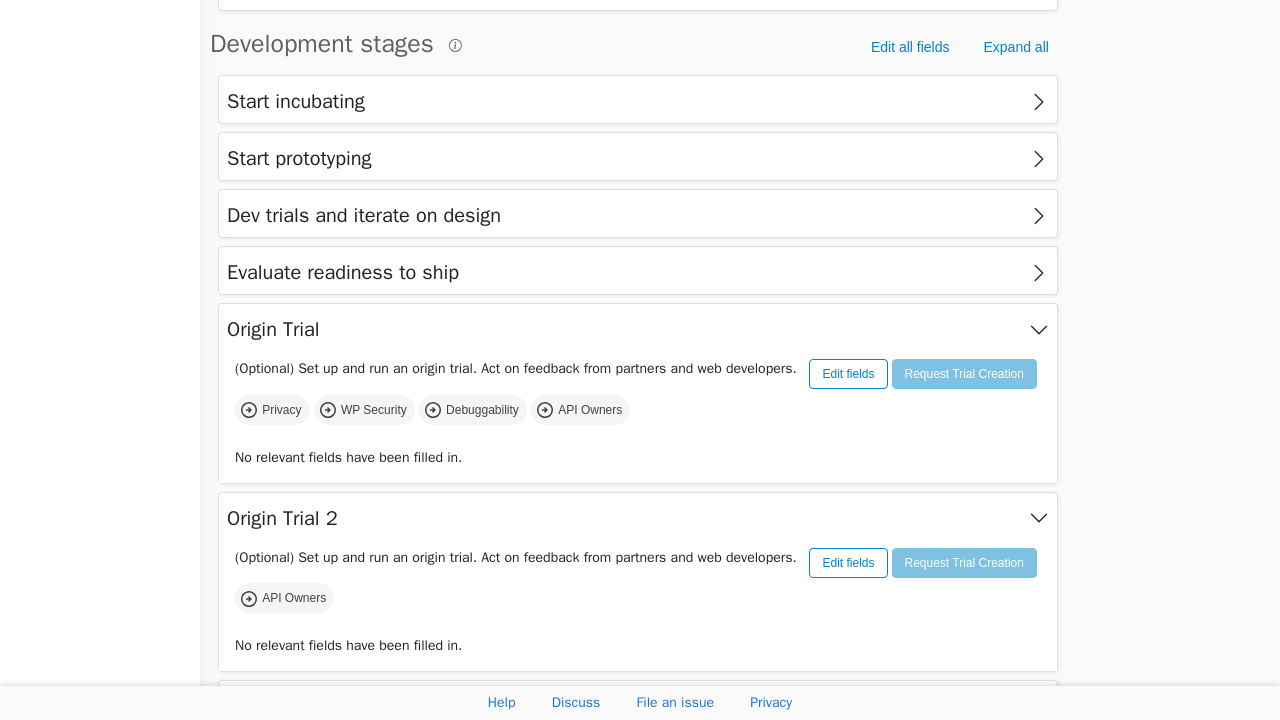 Development stages
Edit all fields
Expand all
Start incubating
Start prototyping
Dev trials and iterate on design
Evaluate readiness to ship
Origin Trial
(Optional) Set up and run an origin trial. Act on feedback from partners and web developers.
Edit fields
Request Trial Creation
Privacy
WP Security
Debuggability
API Owners
No relevant fields have been filled in.
Origin Trial 2
(Optional) Set up and run an origin trial. Act on feedback from partners and web developers.
Edit fields
Request Trial Creation
API Owners
No relevant fields have been filled in.
Help
Discuss
File an issue
Privacy